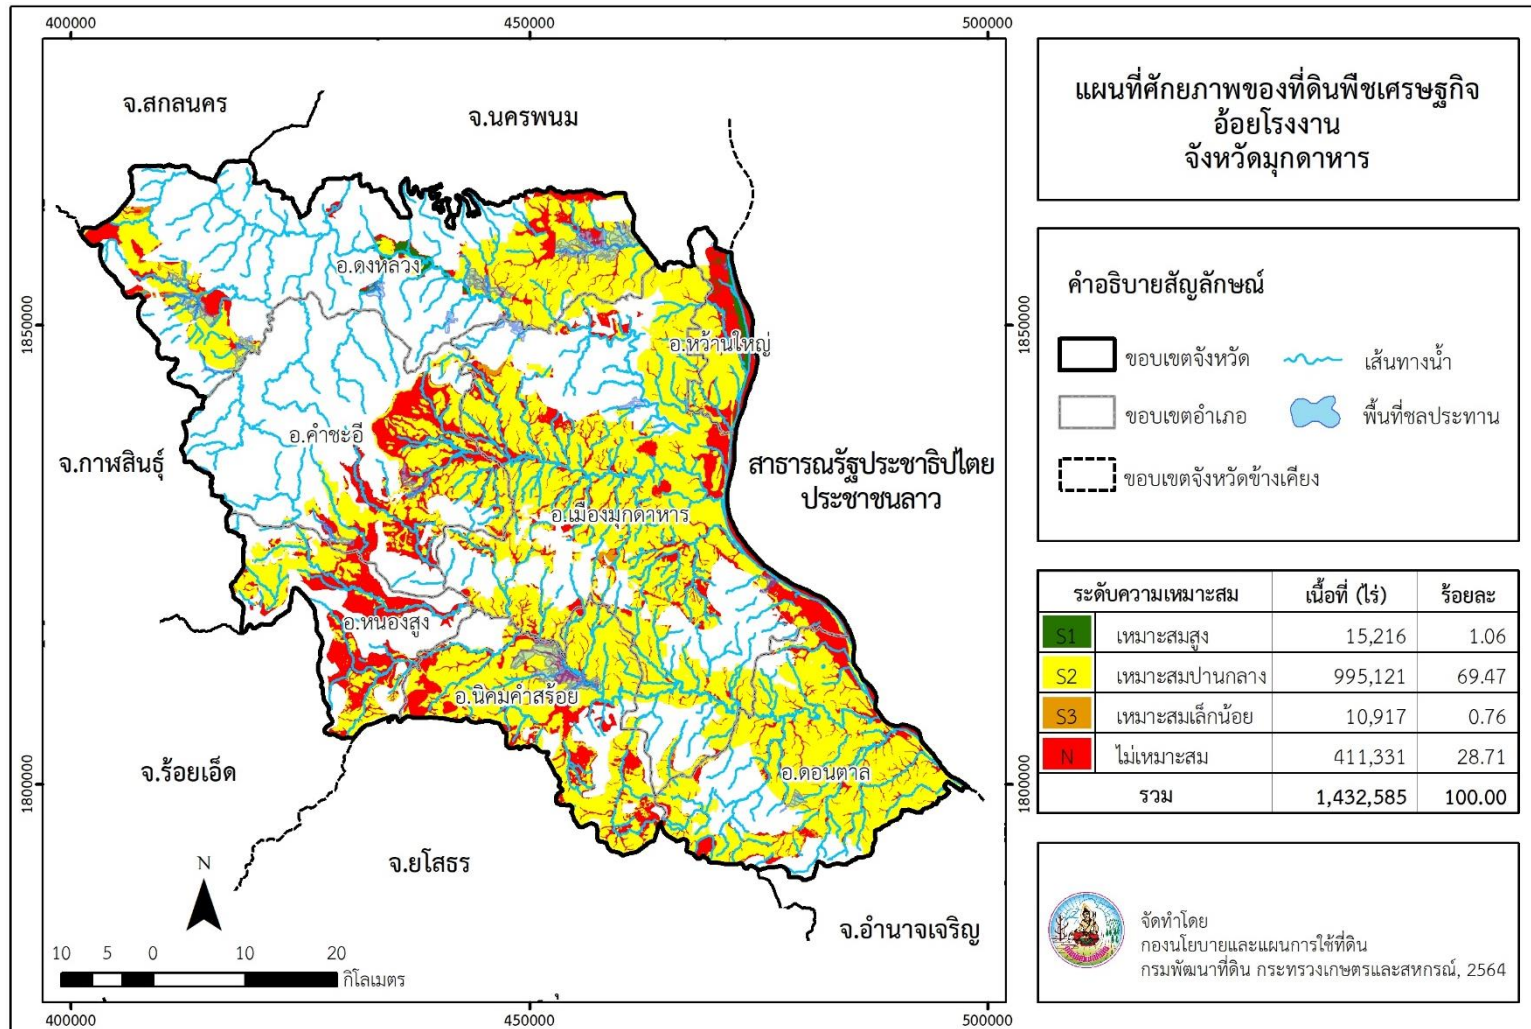 400000
450000
500000
จ.สกลนคร
จ.นครพนม
อ.ดงหลวง
อ.หว้านใหญ่
1850000
1850000
อ.คำชะอี
จ.กาฬสินธุ์
สาธารณรัฐประชาธิปไตย
ประชาชนลาว
อ.เมืองมุกดาหาร
อ.หนองสูง
อ.นิคมคำสร้อย
จ.ร้อยเอ็ด
อ.ดอนตาล
1800000
1800000
จ.ยโสธร
N
จ.อำนาจเจริญ
10 5 0 10 20
กิโลเมตร
400000
450000
500000
แผนที่ศักยภาพของที่ดินพืชเศรษฐกิจ
อ้อยโรงงาน
จังหวัดมุกดาหาร
คำอธิบายสัญลักษณ์
ขอบเขตจังหวัด เส้นทางน้ำ
ขอบเขตอำเภอ พื้นที่ชลประทาน
ขอบเขตจังหวัดข้างเคียง
ระดับความเหมาะสม เนื้อที่ (ไร่) ร้อยละ
S1 เหมาะสมสูง 15,216 1.06
S2 เหมาะสมปานกลาง 995,121 69.47
S3 เหมาะสมเล็กน้อย 10,917 0.76
N ไม่เหมาะสม 411,331 28.71
รวม 1,432,585 100.00
จัดทำโดย
กองนโยบายและแผนการใช้ที่ดิน
กรมพัฒนาที่ดิน กระทรวงเกษตรและสหกรณ์, 2564